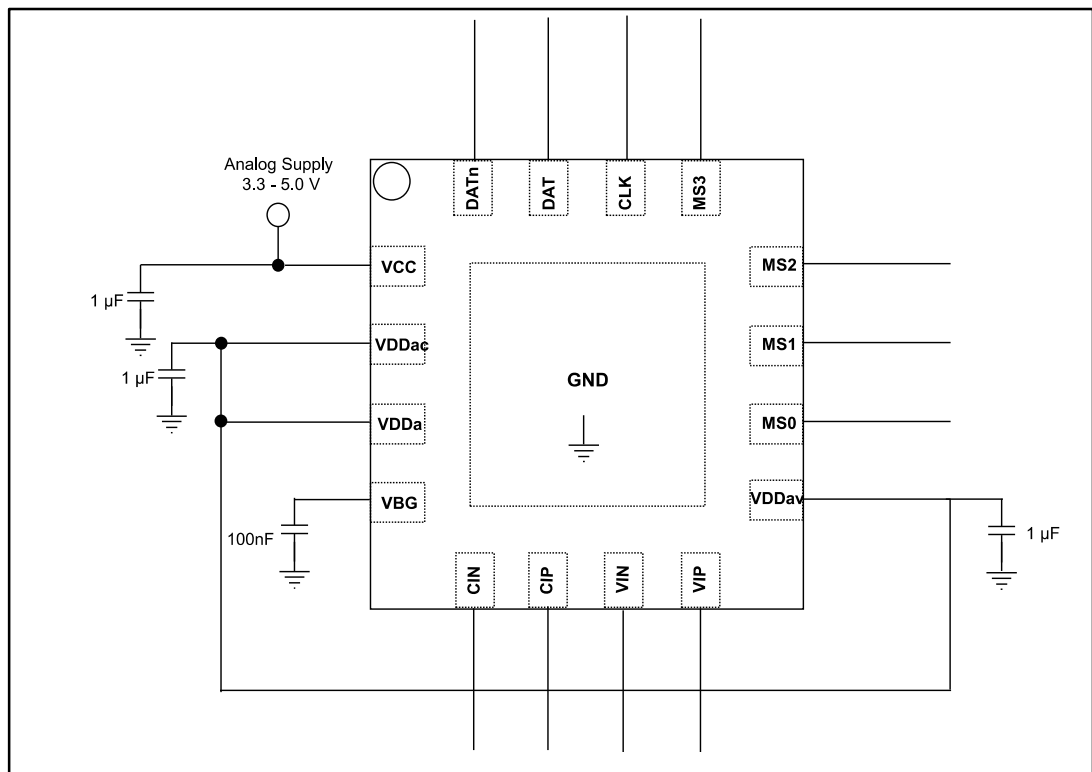 Analog Supply
3.3 - 5.0 V
DATn
DAT
CLK
MS3
VCC
MS2
1 µF
VDDac
MS1
1 µF
GND
VDDa
MS0
VBG
VDDav
100nF
1 µF
CIN
CIP
VIN
VIP